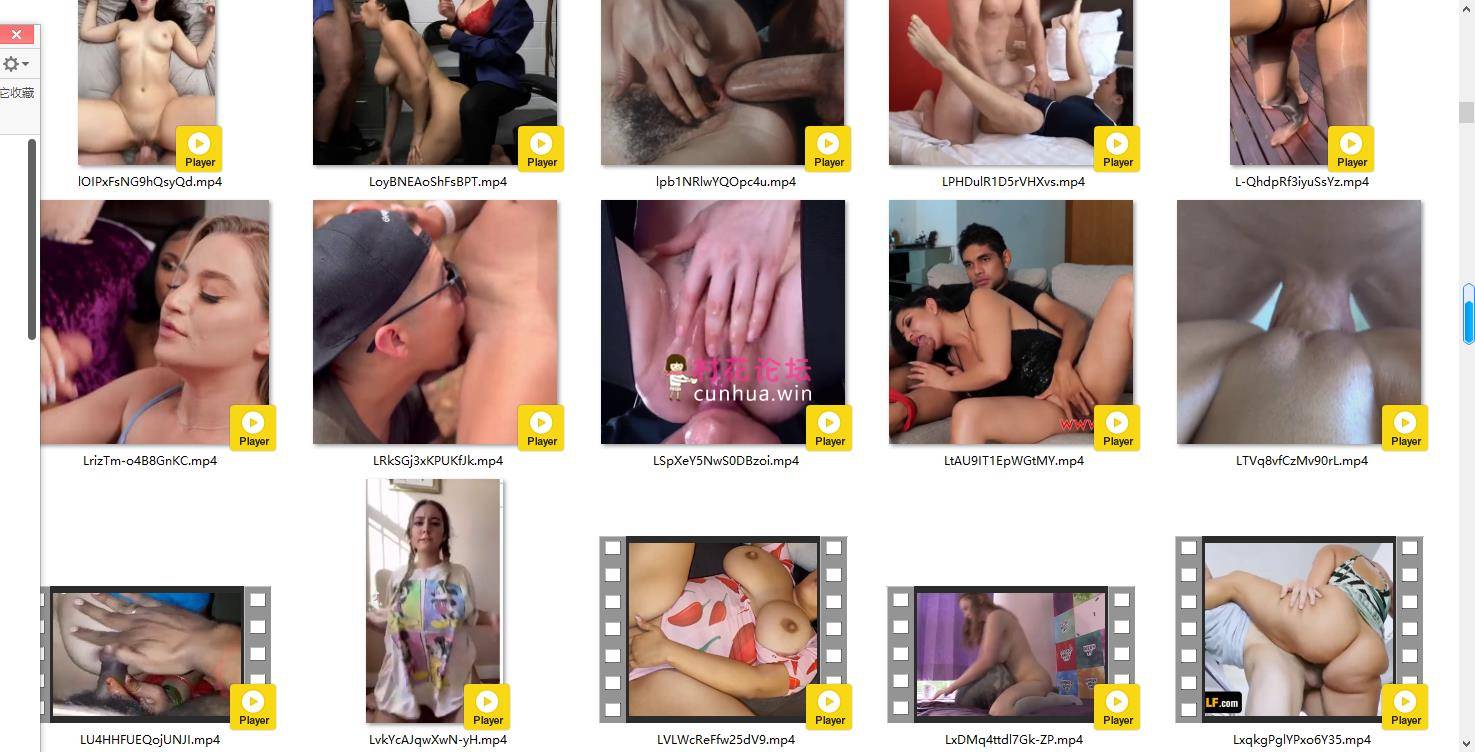 它收藏
Player
Player
Player
Player
Player
lOIPxFsNG9hQsyQd.mp4
LoyBNEAoShFsBPT.mp4
lpb1NRlwYQOpc4u.mp4
LPHDulR1D5rVHXvs.mp4
L-QhdpRf3iyuSsYz.mp4
村花论坛
cunhua.win
Player
Player
Player
Player
Player
LrizTm-o4B8GnKC.mp4
LRkSGj3xKPUKfJk.mp4
LSpXeY5NwS0DBzoi.mp4
LtAU9IT1EpWGtMY.mp4
LTVq8vfCzMv90rL.mp4
LF.com
Player
Player
Player
Player
Player
LU4HHFUEQojUNJI.mp4
LvkYcAJqwXwN-yH.mp4
LVLWcReFfw25dV9.mp4
LxDMq4ttdl7Gk-ZP.mp4
LxqkgPglYPxo6Y35.mp4